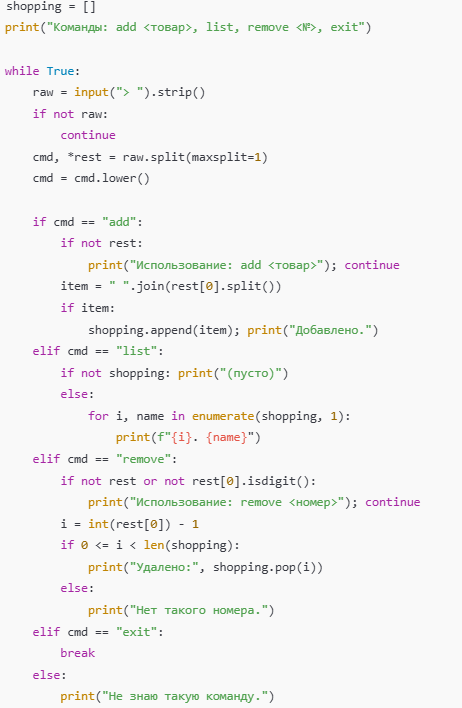 shopping = []
print("Команды: add <товар>, list, remove <№>, exit")

while True:
    raw = input("> ").strip()
    if not raw:
        continue
    cmd, *rest = raw.split(maxsplit=1)
    cmd = cmd.lower()

    if cmd == "add":
        if not rest:
            print("Использование: add <товар>"); continue
        item = " ".join(rest[0].split())
        if item:
            shopping.append(item); print("Добавлено.")
    elif cmd == "list":
        if not shopping: print("(пусто)")
        else:
            for i, name in enumerate(shopping, 1):
                print(f"{i}. {name}")
    elif cmd == "remove":
        if not rest or not rest[0].isdigit():
            print("Использование: remove <номер>"); continue
        i = int(rest[0]) - 1
        if 0 <= i < len(shopping):
            print("Удалено:", shopping.pop(i))
        else:
            print("Нет такого номера.")
    elif cmd == "exit":
        break
    else:
        print("Не знаю такую команду.")